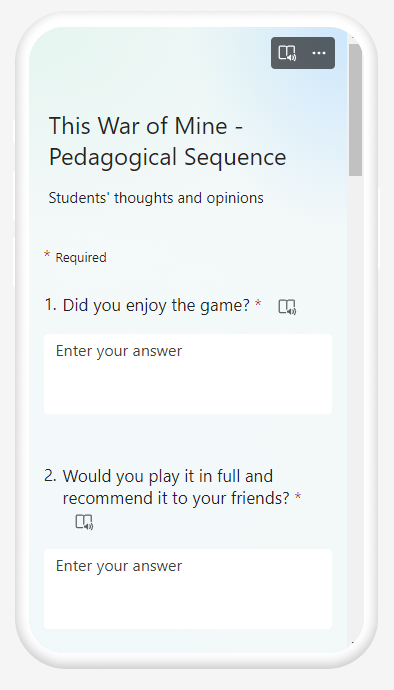 This War of Mine -
Pedagogical Sequence
Students' thoughts and opinions
* Required
1. Did you enjoy the game? *
Enter your answer
2. Would you play it in full and
recommend it to your friends? *
Enter your answer